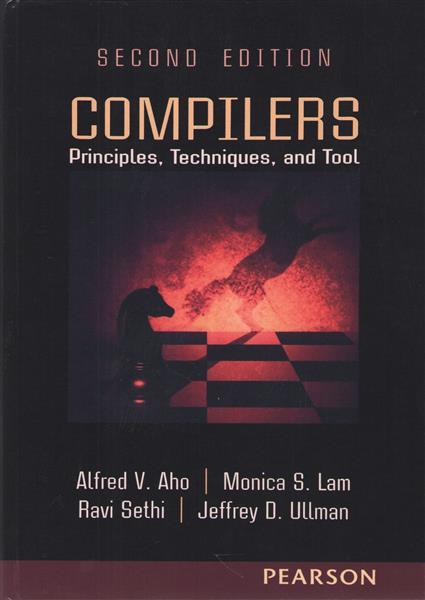 SECOND EDITION
COMPILERS
Principles, Techniques, and Tool
Alfred V. Aho | Monica S. Lam
Ravi Sethi | Jeffrey D. Ullman
PEARSON